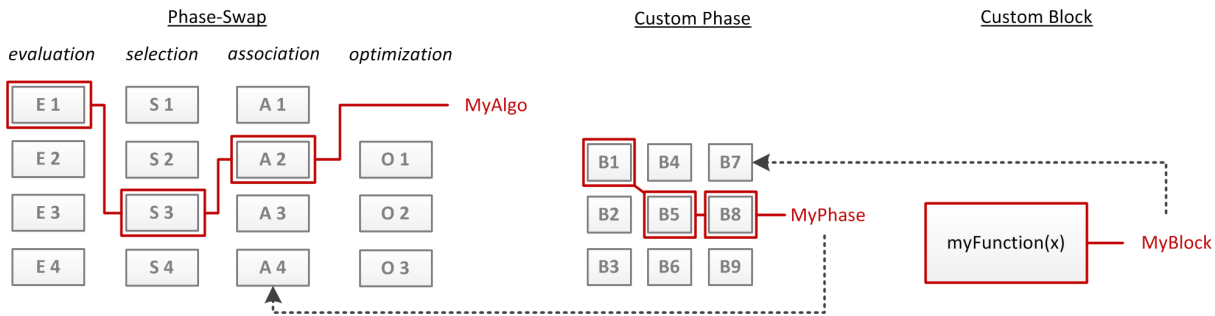 Phase-Swap Custom Phase Custom Block
evaluation selection association optimization
E 1 S 1 A 1 MyAlgo
E 2 S 2 A 2 O 1 B1 B4 B7
E 3 S 3 A 3 O 2 B2 B5 B8 MyPhase
myFunction(x) MyBlock
E 4 S 4 A 4 O 3 B3 B6 B9